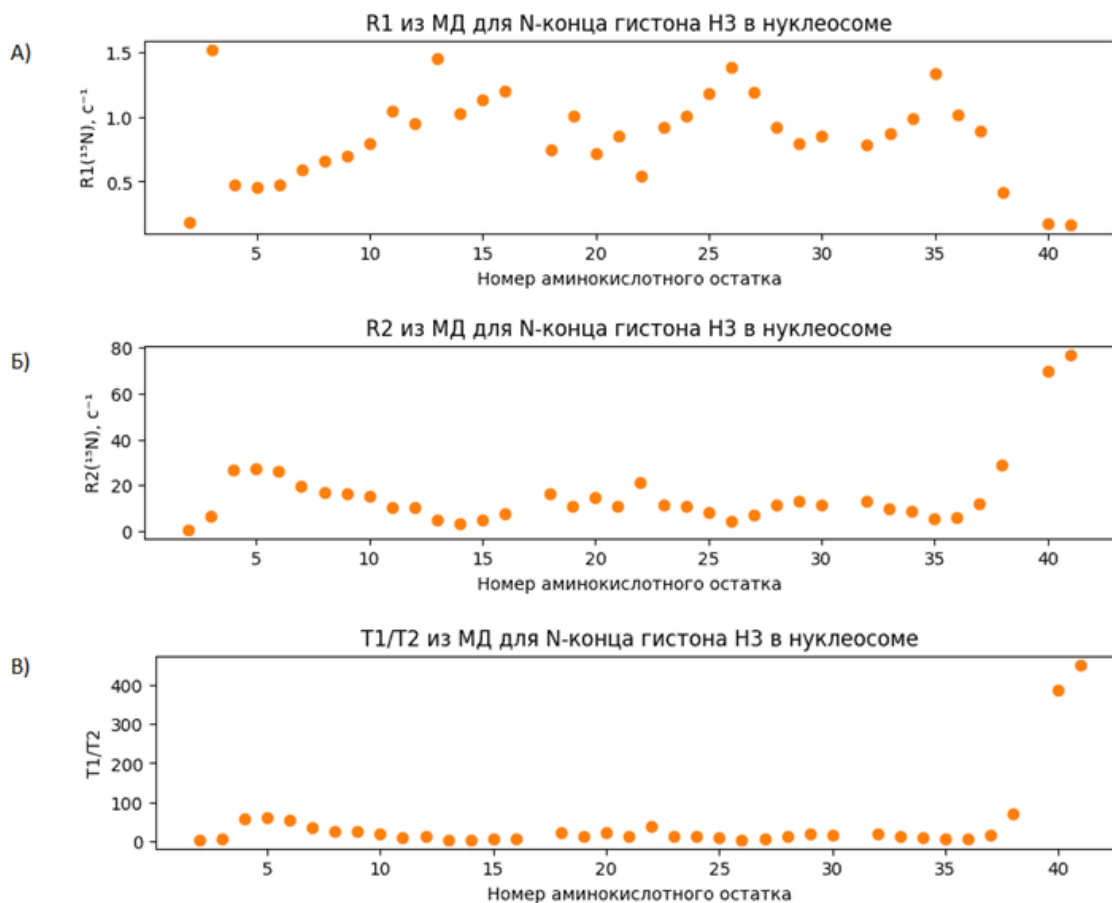 А)
R1 из МД для N-конца гистона H3 в нуклеосоме
R1(¹⁵N), c⁻¹
1.5
1.0
0.5
5 10 15 20 25 30 35 40
Номер аминокислотного остатка
Б)
R2 из МД для N-конца гистона H3 в нуклеосоме
R2(¹⁵N), c⁻¹
80
60
40
20
0
5 10 15 20 25 30 35 40
Номер аминокислотного остатка
В)
T1/T2 из МД для N-конца гистона H3 в нуклеосоме
T1/T2
400
300
200
100
0
5 10 15 20 25 30 35 40
Номер аминокислотного остатка